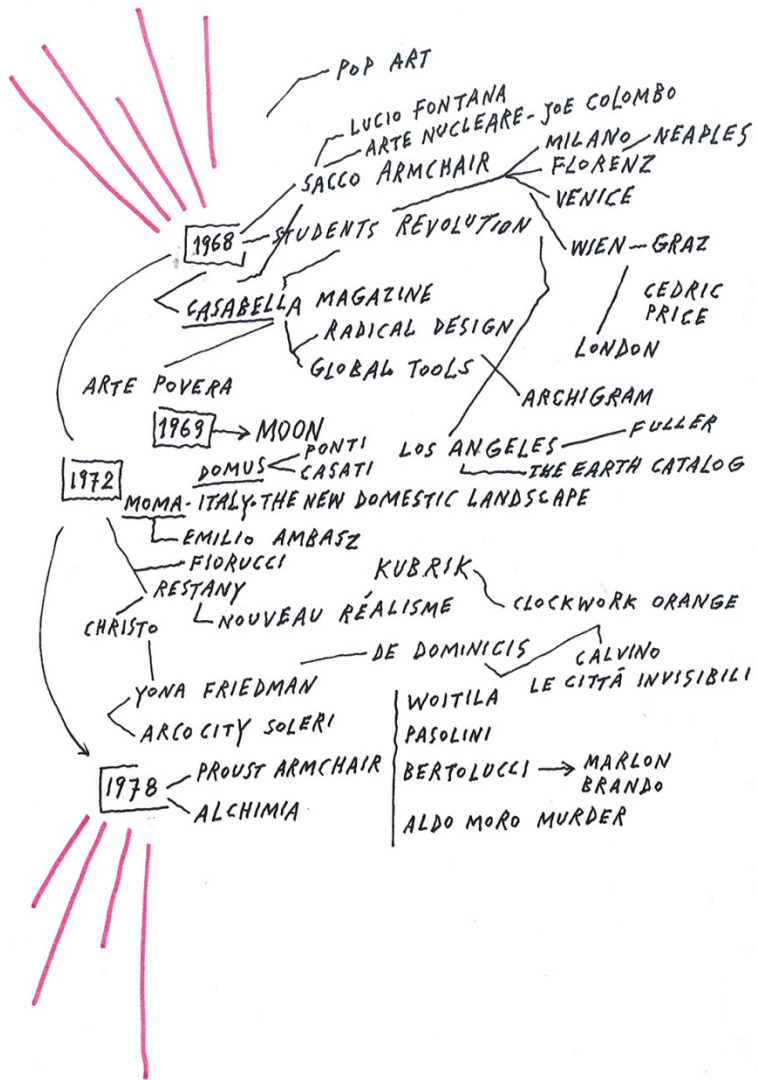 POP ART
LUCIO FONTANA
ARTE NUCLEARE - JOE COLOMBO
SACCO ARMCHAIR
MILANO NEAPLES
FLORENZ
VENICE
1968
STUDENTS REVOLUTION
WIEN - GRAZ
CEDRIC
PRICE
LONDON
CASABELLA MAGAZINE
RADICAL DESIGN
GLOBAL TOOLS
ARTE POVERA
ARCHIGRAM
1969 → MOON
LOS ANGELES
FULLER
THE EARTH CATALOG
DOMUS
PONTI
CASATI
1972
MOMA - ITALY. THE NEW DOMESTIC LANDSCAPE
EMILIO AMBASZ
FIORUCCI
RESTANY
NOUVEAU RÉALISME
KUBRIK
CLOCKWORK ORANGE
CHRISTO
DE DOMINICIS
CALVINO
LE CITTÁ INVISIBILI
YONA FRIEDMAN
ARCOCITY SOLERI
WOITILA
PASOLINI
BERTOLUCCI → MARLON
BRANDO
ALDO MORO MURDER
1978
PROUST ARMCHAIR
ALCHIMIA